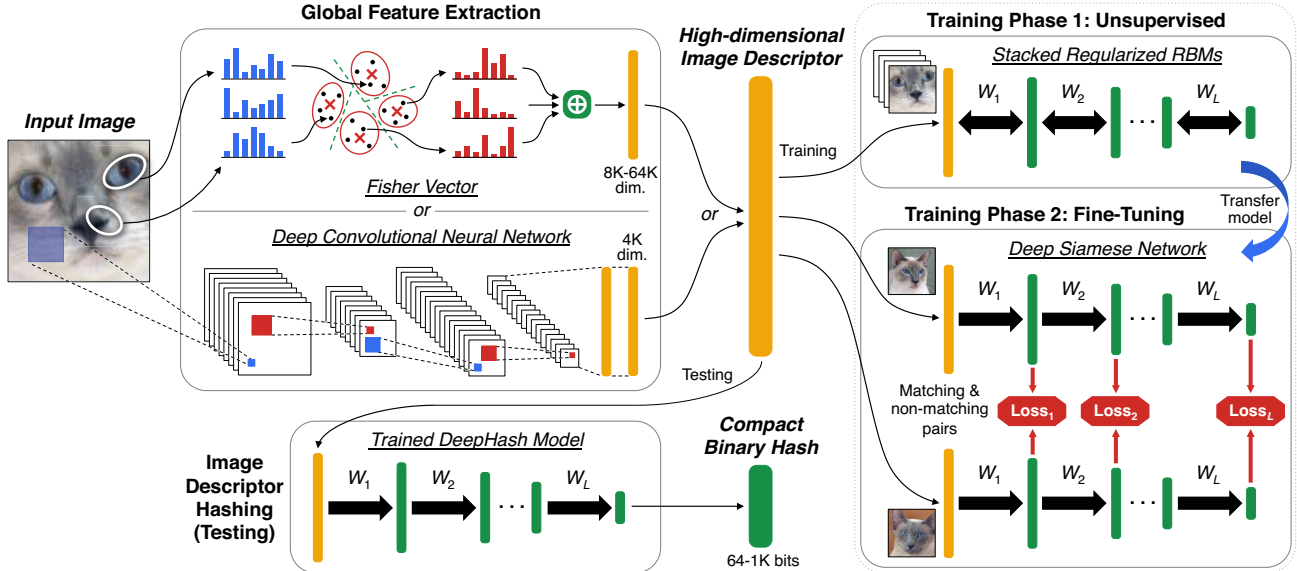 Global Feature Extraction
Input Image
Fisher Vector
or
Deep Convolutional Neural Network
8K-64K
dim.
4K
dim.
or
High-dimensional
Image Descriptor
Training
Testing
Training Phase 1: Unsupervised
Stacked Regularized RBMs
W1 W2 WL
...
Transfer
model
Training Phase 2: Fine-Tuning
Deep Siamese Network
W1 W2 WL
...
Matching &
non-matching
pairs
Loss1 Loss2 LossL
W1 W2 WL
...
Image
Descriptor
Hashing
(Testing)
Trained DeepHash Model
W1 W2 WL
...
Compact
Binary Hash
64-1K bits